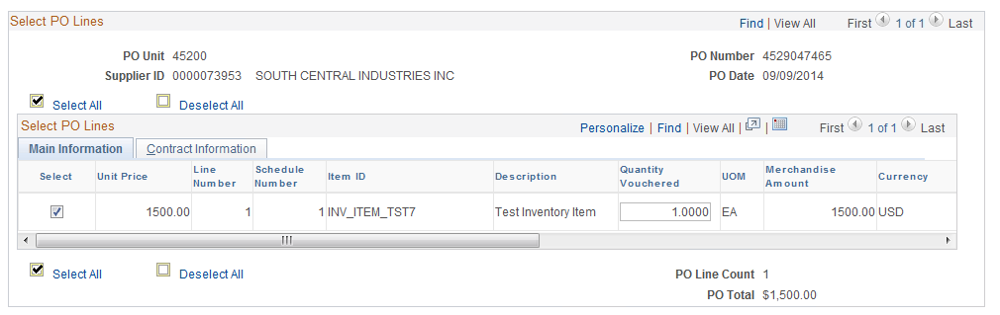 Select PO Lines Find | View All First 1 of 1 Last
PO Unit 45200 PO Number 4529047465
Supplier ID 0000073953 SOUTH CENTRAL INDUSTRIES INC PO Date 09/09/2014
Select All Deselect All
Select PO Lines Personalize | Find | View All | | First 1 of 1 Last
Main Information Contract Information
Select Unit Price Line Number Schedule Number Item ID Description Quantity Vouchered UOM Merchandise Amount Currency
1500.00 1 1 INV_ITEM_TST7 Test Inventory Item 1.0000 EA 1500.00 USD
Select All Deselect All
PO Line Count 1
PO Total $1,500.00